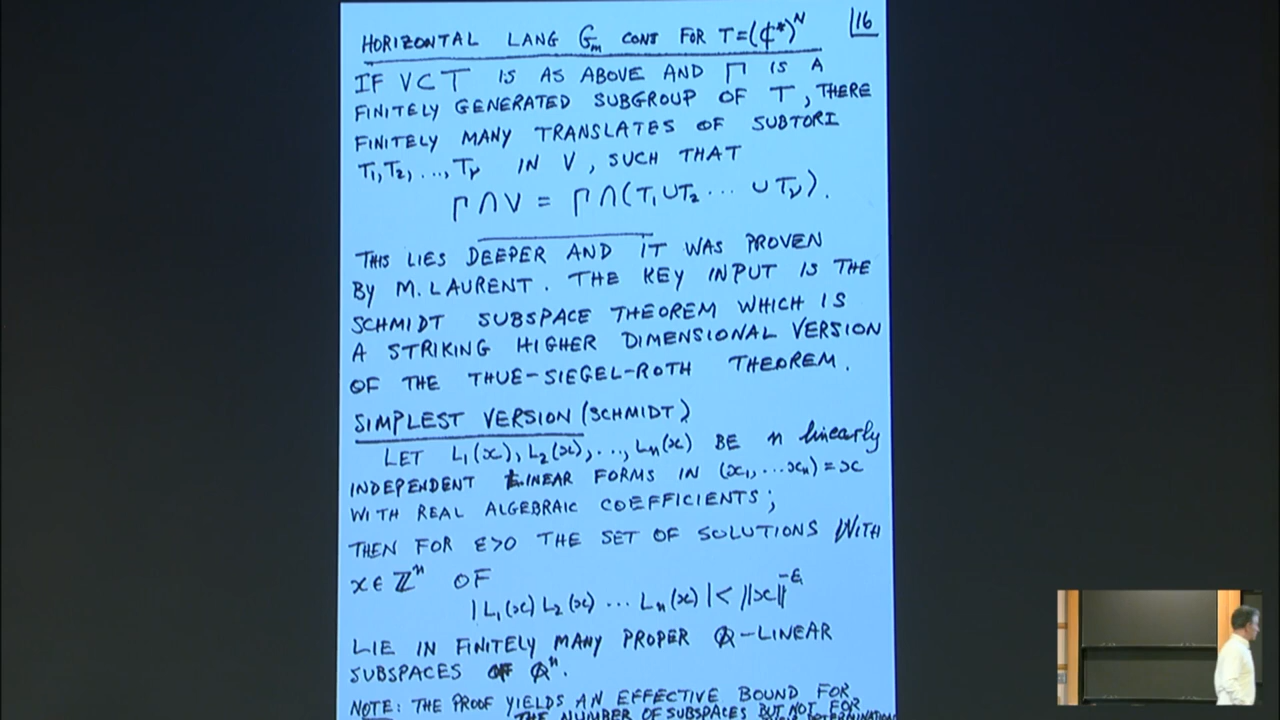 HORIZONTAL LANG Gm CONJ FOR T=(ℂ*)^N
16
IF V⊂T IS AS ABOVE AND Γ IS A
FINITELY GENERATED SUBGROUP OF T, THERE
FINITELY MANY TRANSLATES OF SUBTORI
T₁,T₂,...,Tν IN V, SUCH THAT
Γ∩V = Γ∩(T₁∪T₂ ... ∪Tν).
THIS LIES DEEPER AND IT WAS PROVEN
BY M. LAURENT. THE KEY INPUT IS THE
SCHMIDT SUBSPACE THEOREM WHICH IS
A STRIKING HIGHER DIMENSIONAL VERSION
OF THE THUE-SIEGEL-ROTH THEOREM.
SIMPLEST VERSION (SCHMIDT)
LET L₁(x), L₂(x), ..., Lₙ(x) BE n linearly
INDEPENDENT LINEAR FORMS IN (x₁,...xₙ)=x
WITH REAL ALGEBRAIC COEFFICIENTS;
THEN FOR ε>0 THE SET OF SOLUTIONS WITH
x∈ℤⁿ OF
|L₁(x) L₂(x) ... Lₙ(x)| < ||x||^-ε
LIE IN FINITELY MANY PROPER ℚ-LINEAR
SUBSPACES OF ℚⁿ.
NOTE: THE PROOF YIELDS AN EFFECTIVE BOUND FOR
THE NUMBER OF SUBSPACES BUT NOT FOR